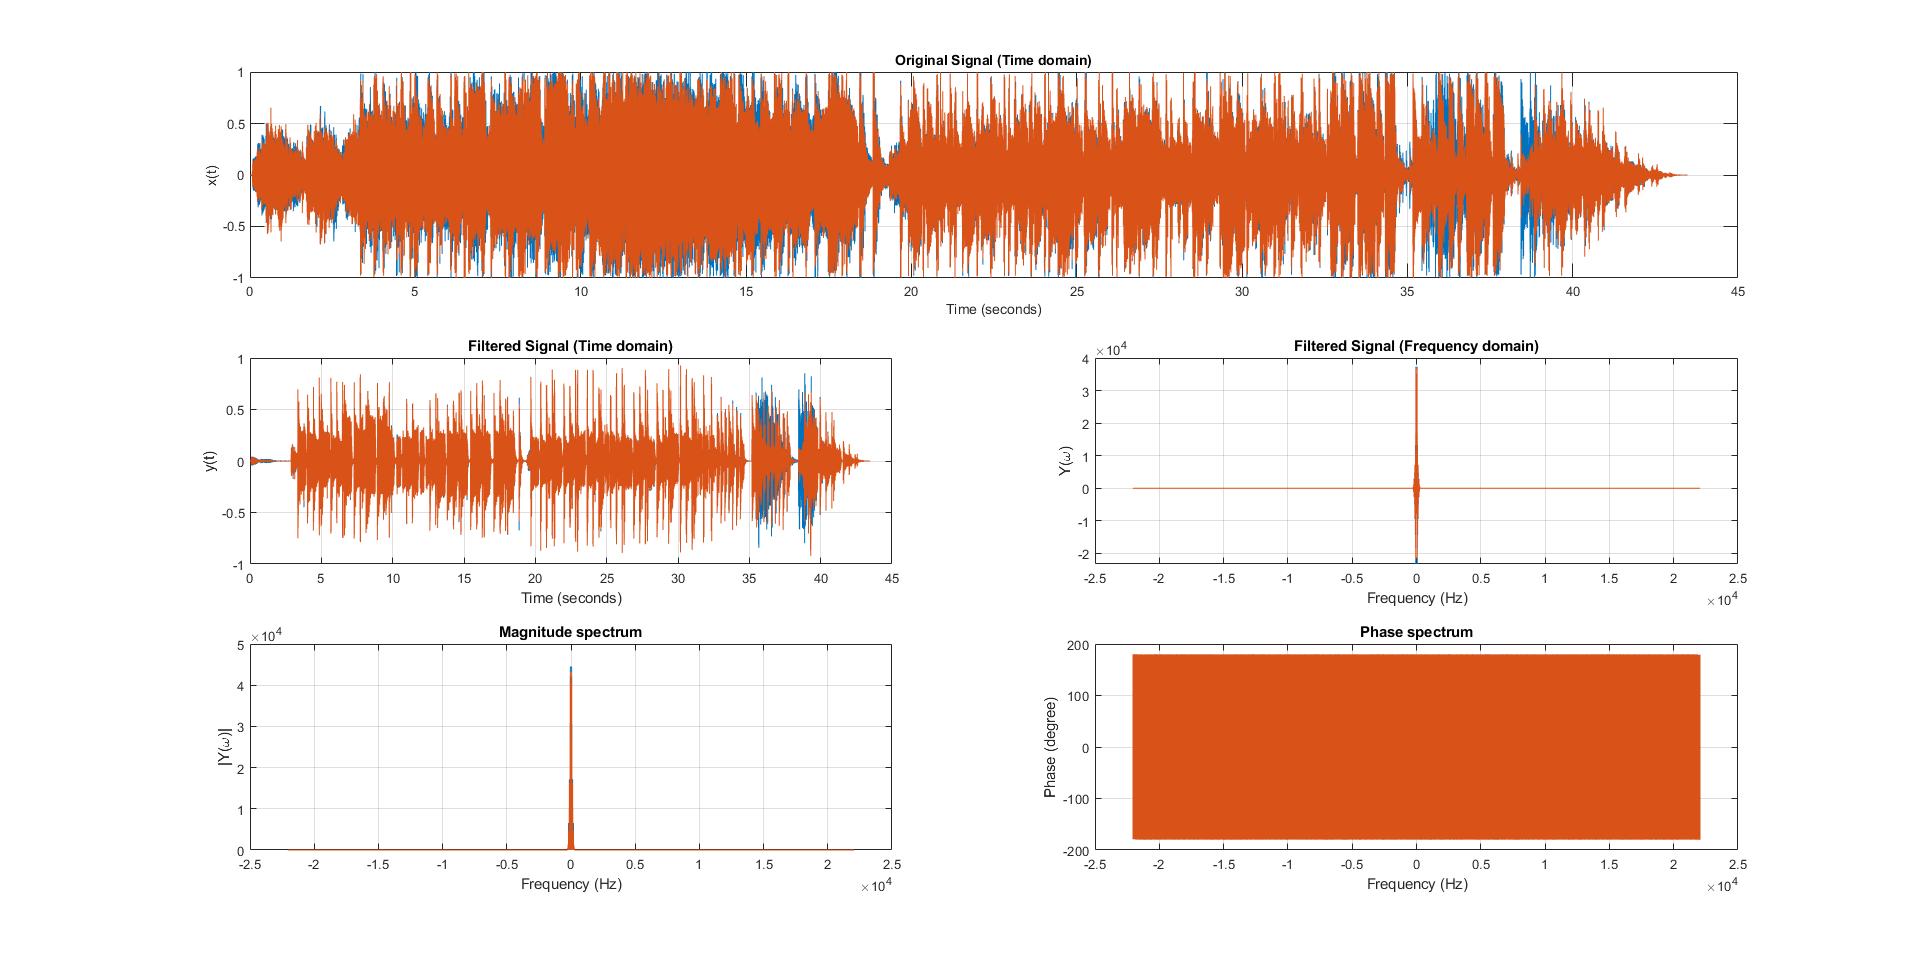 Original Signal (Time domain)
1
0.5
0
-0.5
-1
x(t)
0 5 10 15 20 25 30 35 40 45
Time (seconds)
Filtered Signal (Time domain)
1
0.5
0
-0.5
-1
y(t)
0 5 10 15 20 25 30 35 40 45
Time (seconds)
Filtered Signal (Frequency domain)
×10^4
4
3
2
1
0
-1
-2
Y(ω)
-2.5 -2 -1.5 -1 -0.5 0 0.5 1 1.5 2 2.5
Frequency (Hz)
×10^4
Magnitude spectrum
×10^4
5
4
3
2
1
0
|Y(ω)|
-2.5 -2 -1.5 -1 -0.5 0 0.5 1 1.5 2 2.5
Frequency (Hz)
×10^4
Phase spectrum
200
100
0
-100
-200
Phase (degree)
-2.5 -2 -1.5 -1 -0.5 0 0.5 1 1.5 2 2.5
Frequency (Hz)
×10^4